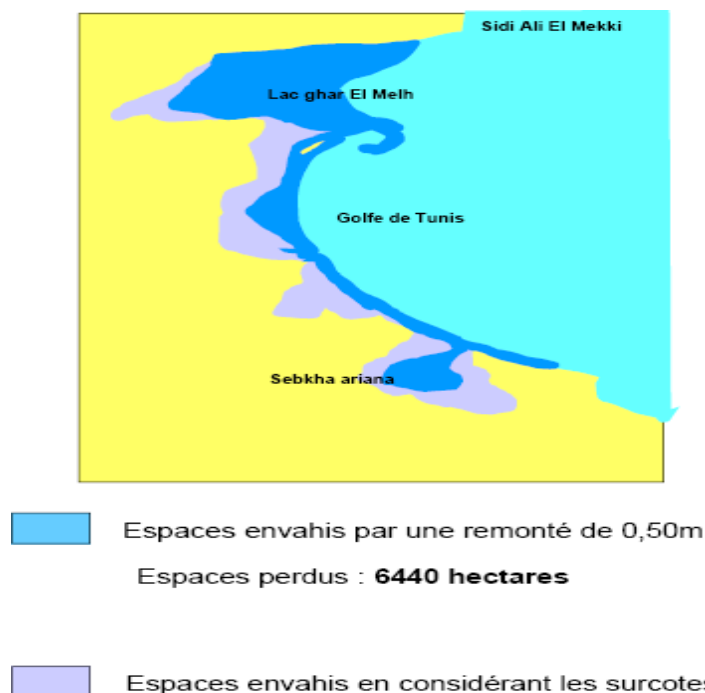 Sidi Ali El Mekki
Lac ghar El Melh
Golfe de Tunis
Sebkha ariana
Espaces envahis par une remonté de 0,50m
Espaces perdus : 6440 hectares
Espaces envahis en considérant les surcotes